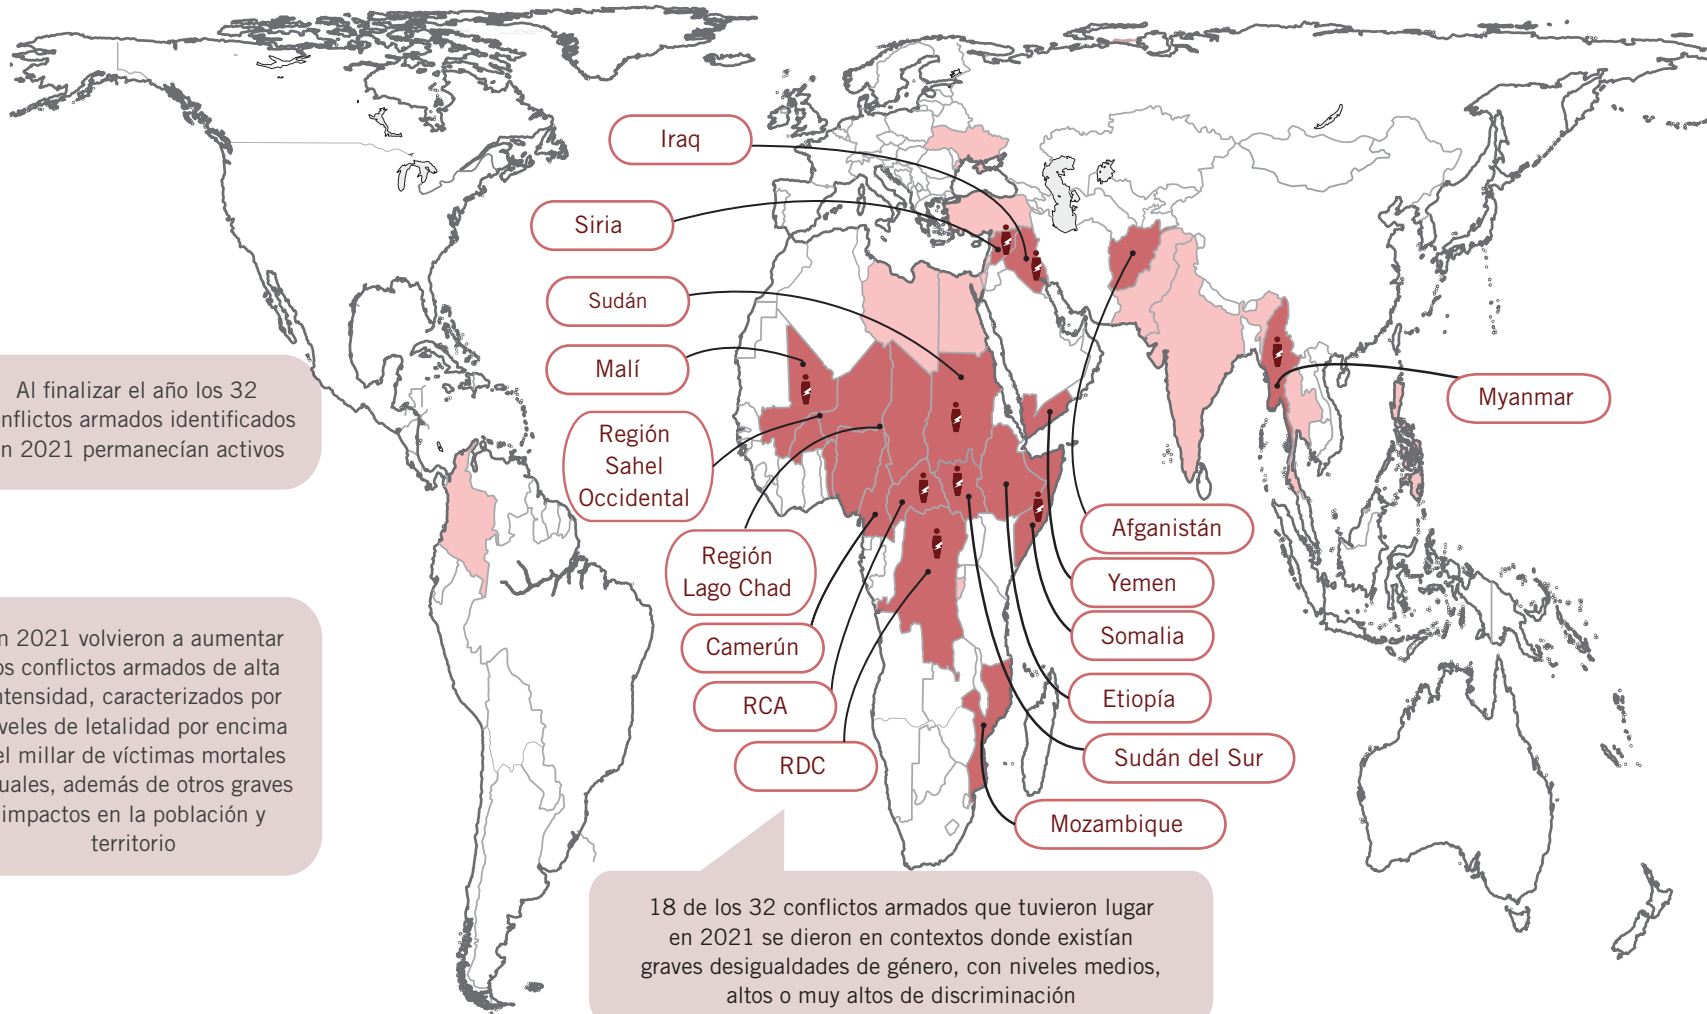 Iraq
Siria
Sudán
Malí
Región
Sahel
Occidental
Región
Lago Chad
Camerún
RCA
RDC
Myanmar
Afganistán
Yemen
Somalia
Etiopía
Sudán del Sur
Mozambique
Al finalizar el año los 32
nflictos armados identificados
n 2021 permanecían activos
n 2021 volvieron a aumentar
os conflictos armados de alta
ntensidad, caracterizados por
veles de letalidad por encima
el millar de víctimas mortales
uales, además de otros graves
impactos en la población y
territorio
18 de los 32 conflictos armados que tuvieron lugar
en 2021 se dieron en contextos donde existían
graves desigualdades de género, con niveles medios,
altos o muy altos de discriminación